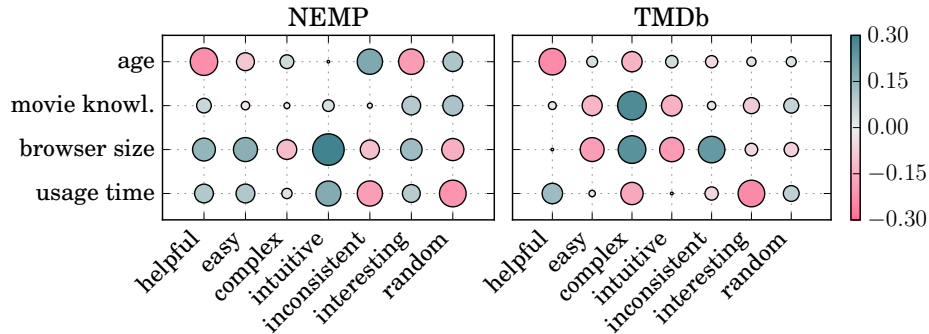 NEMP
TMDb
age
movie knowl.
browser size
usage time
helpful
easy
complex
intuitive
inconsistent
interesting
random
helpful
easy
complex
intuitive
inconsistent
interesting
random
0.30
0.15
0.00
−0.15
−0.30